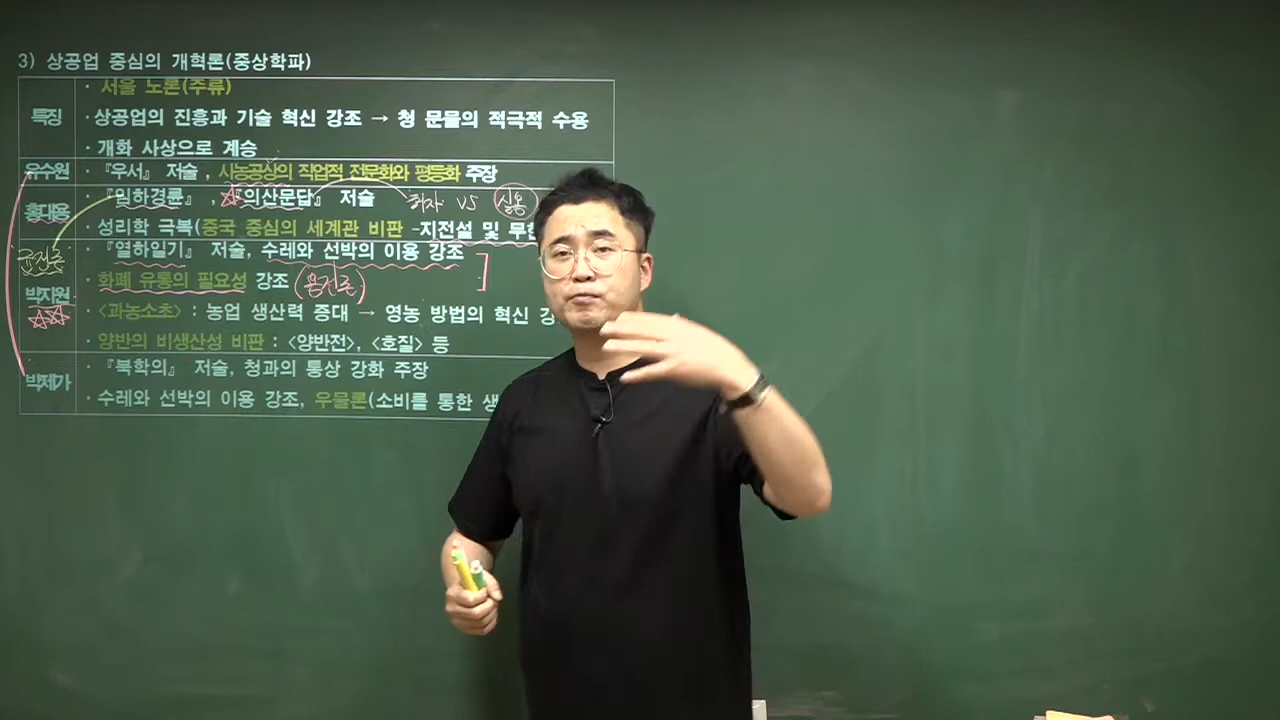 3) 상공업 중심의 개혁론(중상학파)
특징
· 서울 노론(주류)
· 상공업의 진흥과 기술 혁신 강조 → 청 문물의 적극적 수용
· 개화 사상으로 계승
유수원
· 『우서』 저술, 사농공상의 직업적 전문화와 평등화 주장
홍대용
· 『임하경륜』, 『의산문답』 저술 허자 VS 실옹
· 성리학 극복(중국 중심의 세계관 비판 -지전설 및 무한
균전론
박지원
· 『열하일기』 저술, 수레와 선박의 이용 강조
· 화폐 유통의 필요성 강조 (용전론)
· <과농소초> : 농업 생산력 증대 → 영농 방법의 혁신 강
· 양반의 비생산성 비판 : <양반전>, <호질> 등
박제가
· 『북학의』 저술, 청과의 통상 강화 주장
· 수레와 선박의 이용 강조, 우물론(소비를 통한 생